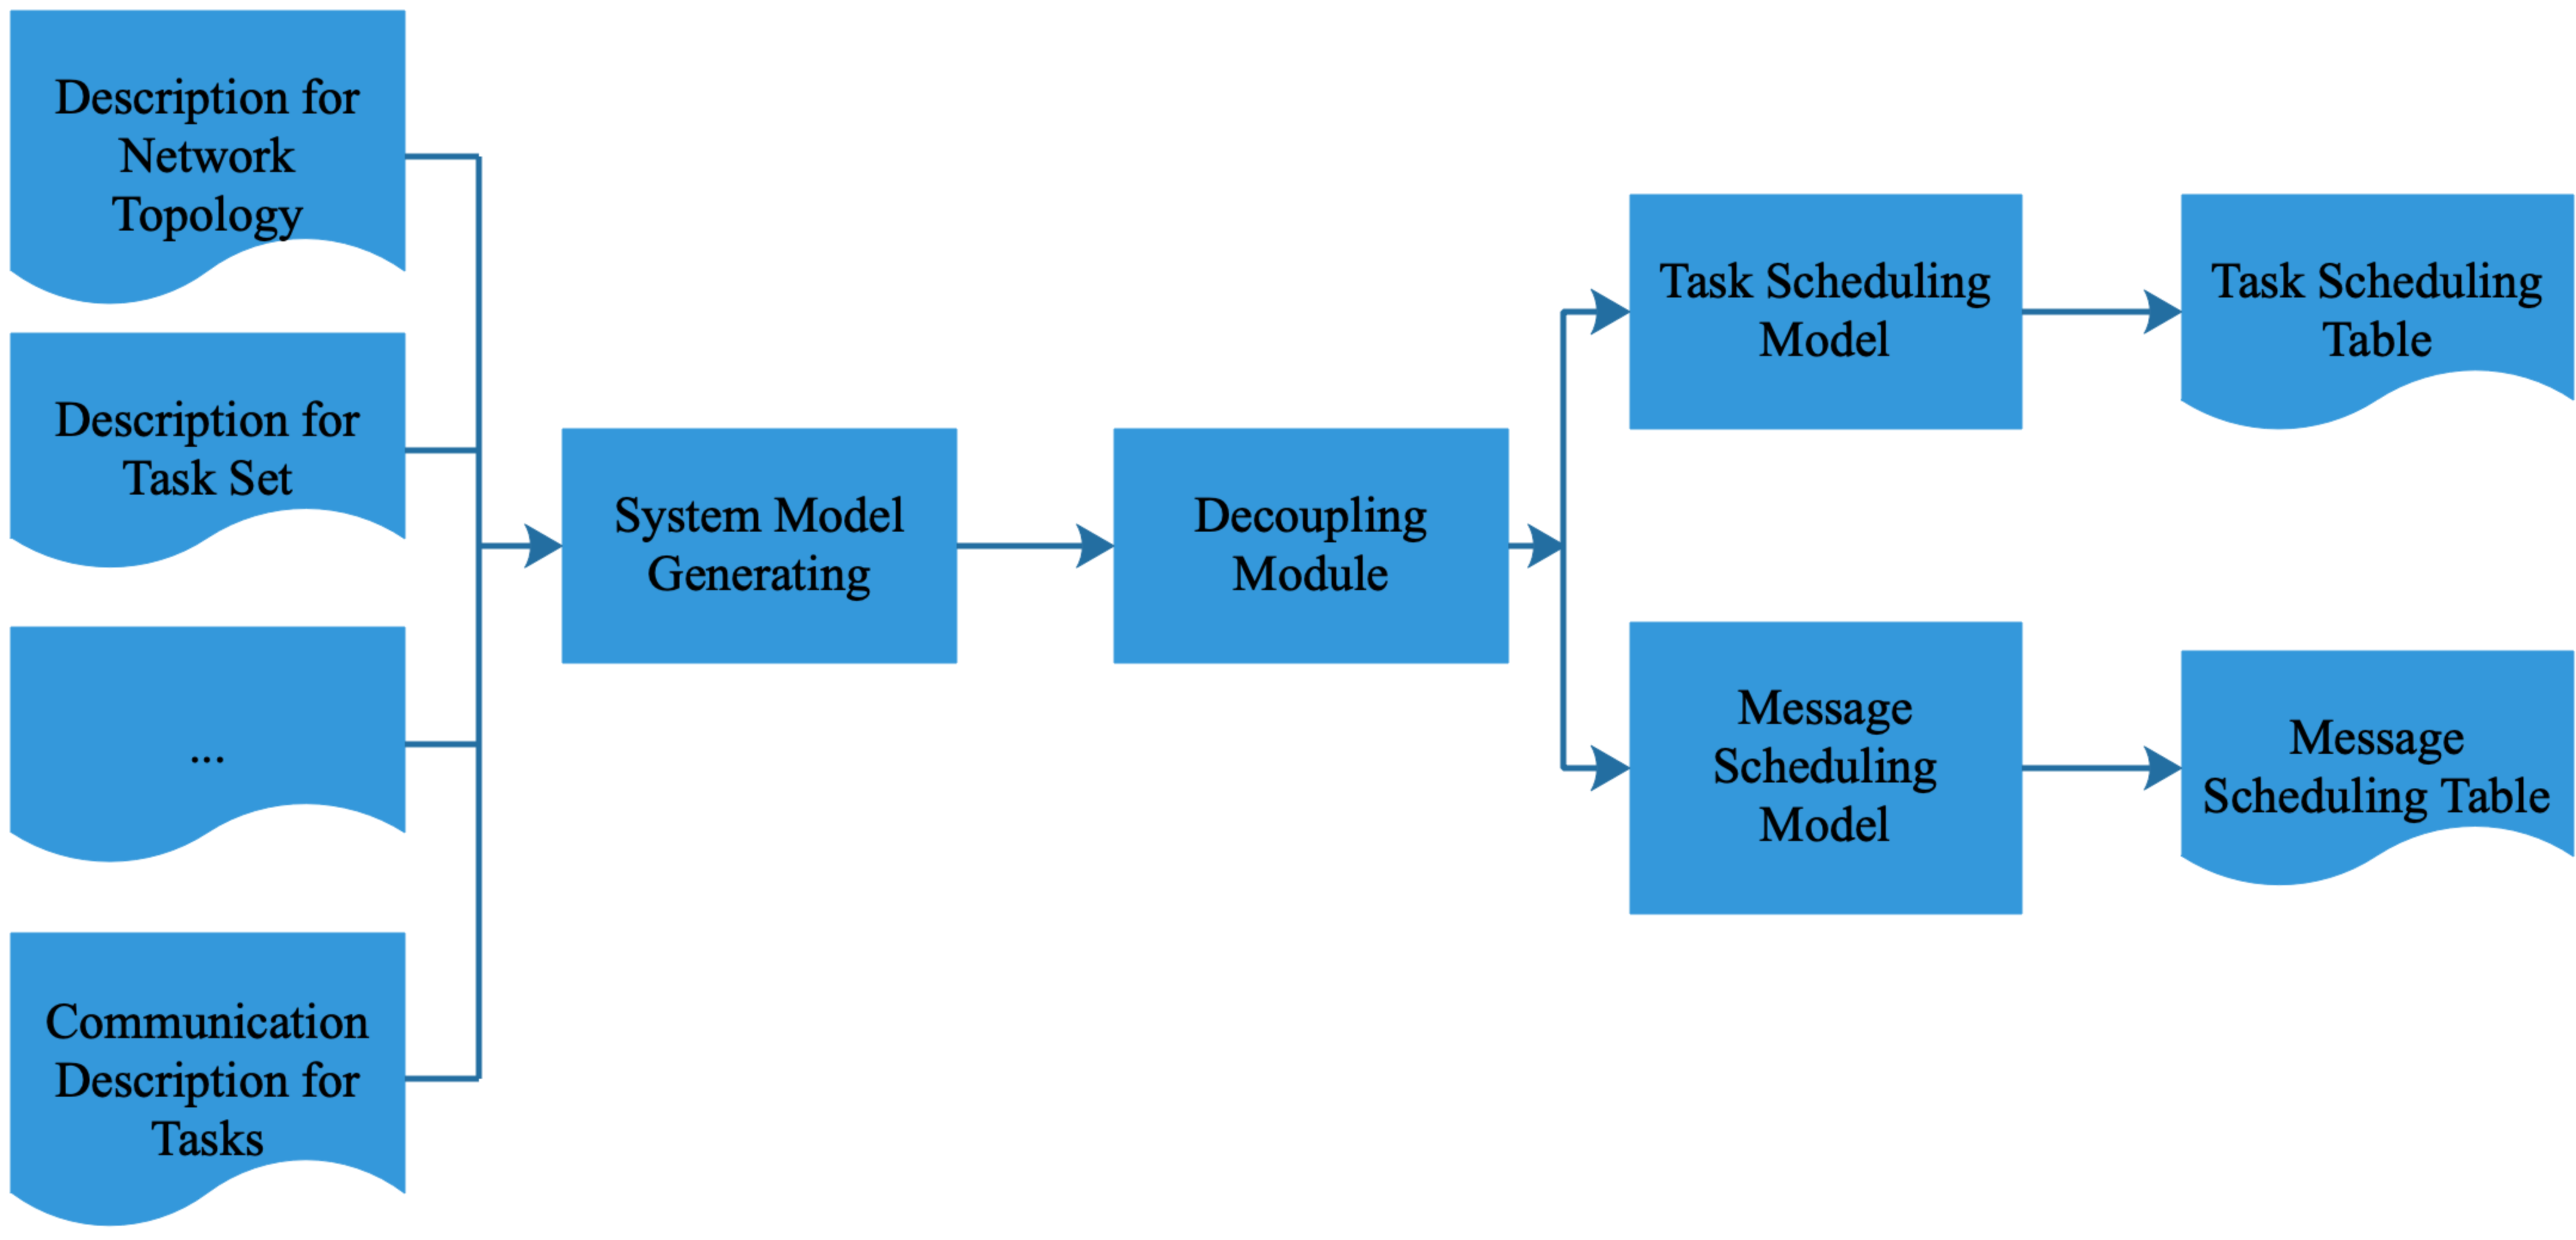 Description for
Network
Topology
Description for
Task Set
...
Communication
Description for
Tasks
System Model
Generating
Decoupling
Module
Task Scheduling
Model
Message
Scheduling
Model
Task Scheduling
Table
Message
Scheduling Table